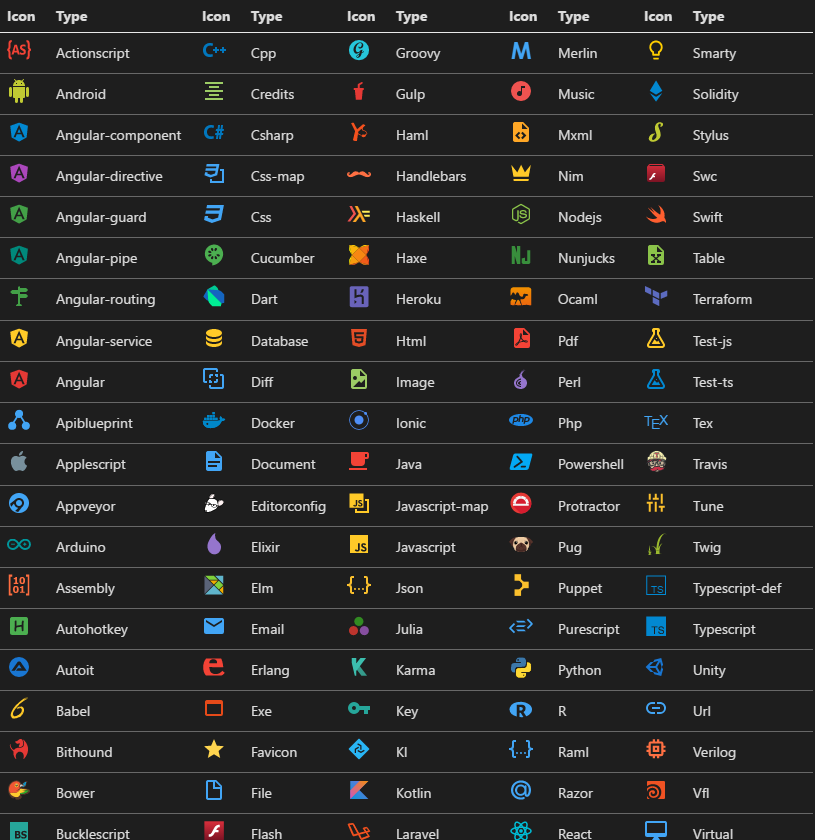 Icon Type Icon Type Icon Type Icon Type Icon Type
{AS} Actionscript C++ Cpp G Groovy M Merlin Smarty
Android Credits Gulp Music Solidity
A Angular-component C# Csharp Haml Mxml Stylus
A Angular-directive Css-map Handlebars Nim Swc
A Angular-guard Css Haskell JS Nodejs Swift
A Angular-pipe Cucumber Haxe NJ Nunjucks Table
Angular-routing Dart Heroku Ocaml Terraform
A Angular-service Database 5 Html Pdf Test-js
A Angular Diff Image Perl Test-ts
Apiblueprint Docker Ionic php Php TEX Tex
Applescript Document Java Powershell Travis
Appveyor Editorconfig JS Javascript-map Protractor Tune
Arduino Elixir JS Javascript Pug Twig
[1001] Assembly Elm {...} Json Puppet TS Typescript-def
H Autohotkey Email Julia <=> Purescript TS Typescript
A Autoit e Erlang K Karma Python Unity
6 Babel Exe Key R R Url
Bithound Favicon Kl {...} Raml Verilog
Bower File Kotlin @ Razor Vfl
BS Bucklescript f Flash Laravel React Virtual